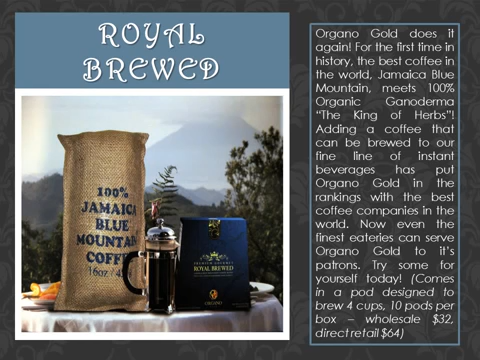 ROYAL
BREWED
Organo Gold does it
again! For the first time in
history, the best coffee in
the world, Jamaica Blue
Mountain, meets 100%
Organic Ganoderma
“The King of Herbs”!
Adding a coffee that
can be brewed to our
fine line of instant
beverages has put
Organo Gold in the
rankings with the best
coffee companies in the
world. Now even the
finest eateries can serve
Organo Gold to it’s
patrons. Try some for
yourself today! (Comes
in a pod designed to
brew 4 cups, 10 pods per
box – wholesale $32,
direct retail $64)
100%
JAMAICA
BLUE
MOUNTAIN
COFFEE
16oz / 4
PREMIUM GOURMET
ROYAL BREWED
ORGANO